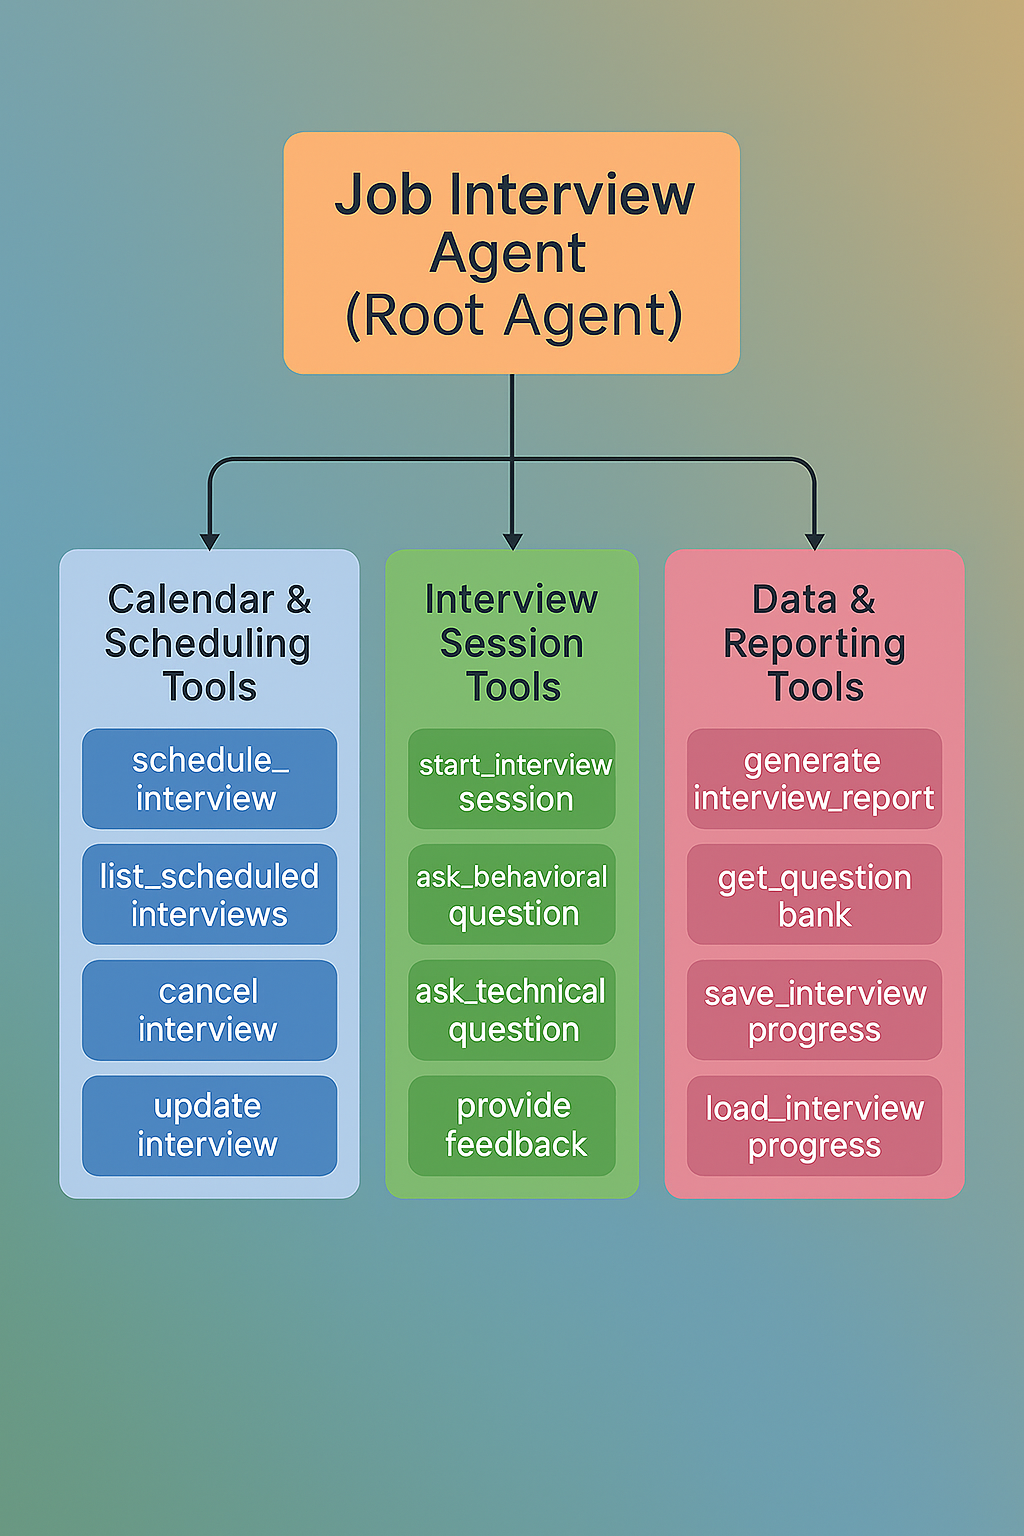 Job Interview
Agent
(Root Agent)
Calendar &
Scheduling
Tools
schedule_
interview
list_scheduled
interviews
cancel
interview
update
interview
Interview
Session
Tools
start_interview
session
ask_behavioral
question
ask_technical
question
provide
feedback
Data &
Reporting
Tools
generate
interview_report
get_question
bank
save_interview
progress
load_interview
progress